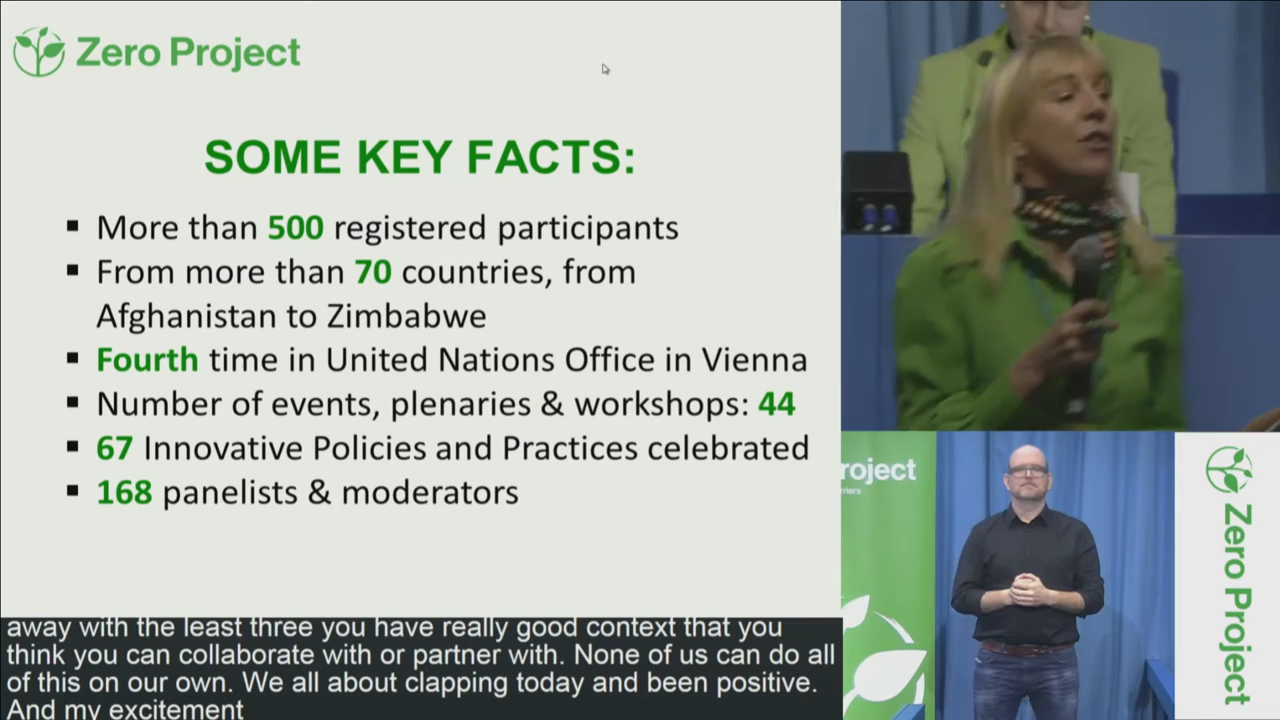 Zero Project
SOME KEY FACTS:
▪ More than 500 registered participants
▪ From more than 70 countries, from
Afghanistan to Zimbabwe
▪ Fourth time in United Nations Office in Vienna
▪ Number of events, plenaries & workshops: 44
▪ 67 Innovative Policies and Practices celebrated
▪ 168 panelists & moderators
away with the least three you have really good context that you
think you can collaborate with or partner with. None of us can do all
of this on our own. We all about clapping today and been positive.
And my excitement
roject
rriers
Zero Project